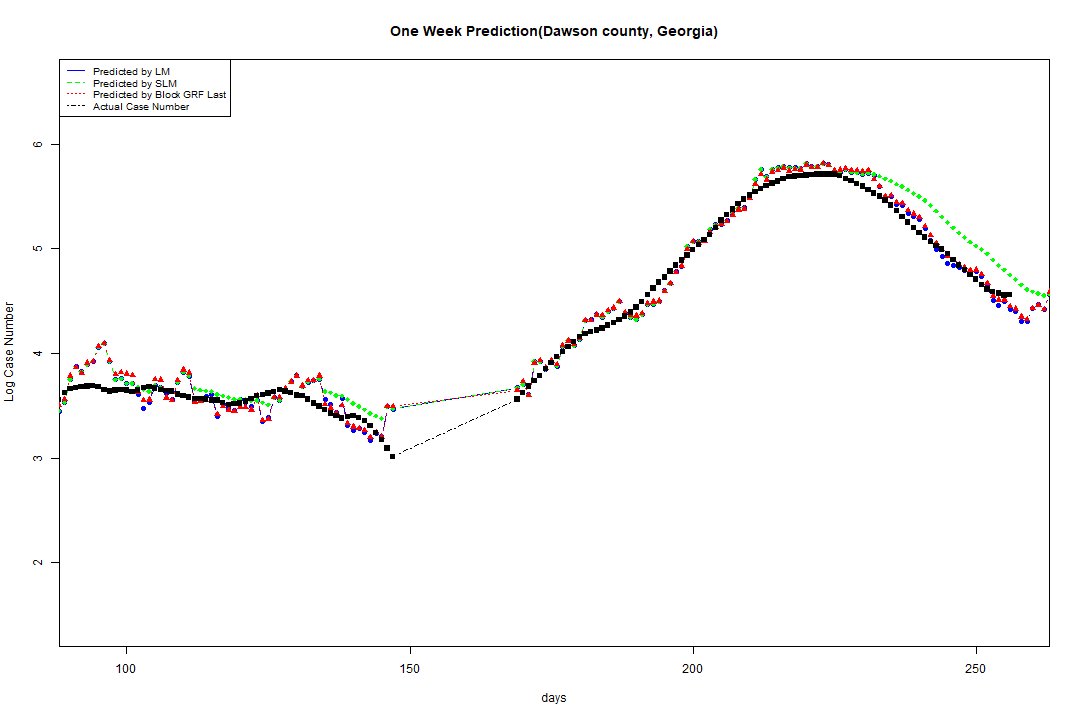 One Week Prediction(Dawson county, Georgia)
Predicted by LM
Predicted by SLM
Predicted by Block GRF Last
Actual Case Number
6
5
4
3
2
Log Case Number
100
150
200
250
days